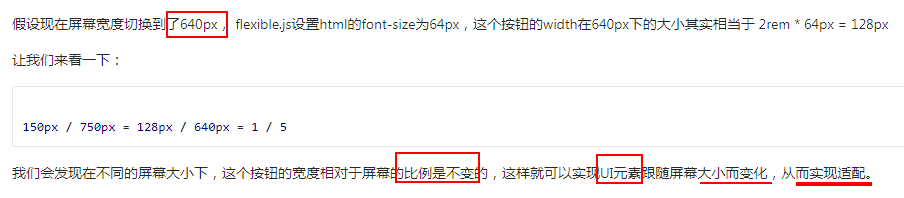 假设现在屏幕宽度切换到了640px，flexible.js设置html的font-size为64px，这个按钮的width在640px下的大小其实相当于 2rem * 64px = 128px
让我们来看一下：
150px / 750px = 128px / 640px = 1 / 5
我们会发现在不同的屏幕大小下，这个按钮的宽度相对于屏幕的比例是不变的，这样就可以实现UI元素跟随屏幕大小而变化，从而实现适配。